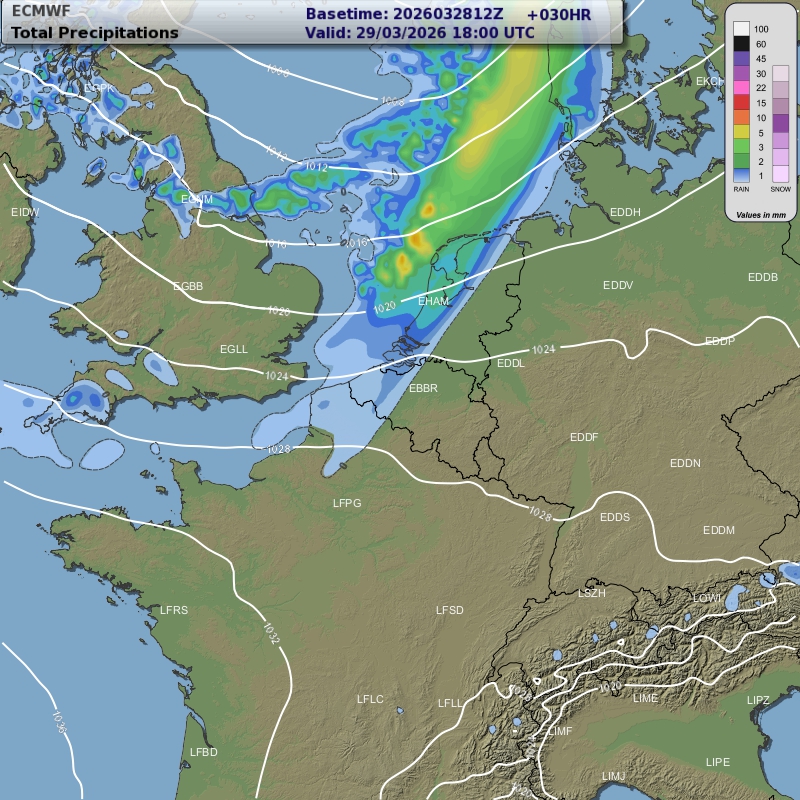 ECMWF
Basetime: 2026032812Z +030HR
Total Precipitations
Valid: 29/03/2026 18:00 UTC
100
60
45
30
22
15
10
5
3
2
1
RAIN SNOW
Values in mm
EGPK
EKCH
1008
1012
1012
EGNM
EIDW
EDDH
1016
1016
EGBB
EDDV
EDDB
1020
1020
EHAM
EGLL
1024
EDDP
1024
EDDL
EBBR
EDDF
1028
EDDN
LFPG
1028
EDDS
EDDM
LSZH
LOWI
LFRS
LFSD
1032
1020
LFLC
LFLL
LIME
LIPZ
1036
LIMF
LFBD
LIPE
LIMJ
1020